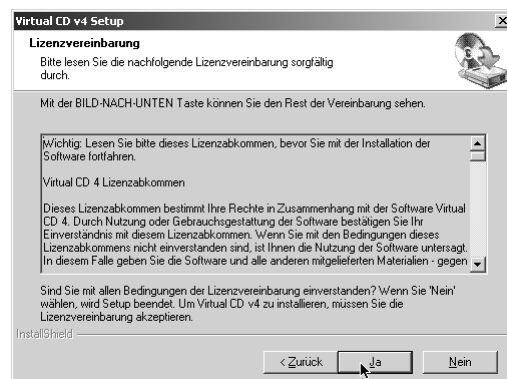 Virtual CD v4 Setup
Lizenzvereinbarung
Bitte lesen Sie die nachfolgende Lizenzvereinbarung sorgfältig
durch.
Mit der BILD-NACH-UNTEN Taste können Sie den Rest der Vereinbarung sehen.
Wichtig: Lesen Sie bitte dieses Lizenzabkommen, bevor Sie mit der Installation der
Software fortfahren.
Virtual CD 4 Lizenzabkommen
Dieses Lizenzabkommen bestimmt Ihre Rechte in Zusammenhang mit der Software Virtual
CD 4. Durch Nutzung oder Gebrauchsgestattung der Software bestätigen Sie Ihr
Einverständnis mit diesem Lizenzabkommen. Wenn Sie mit den Bedingungen dieses
Lizenzabkommens nicht einverstanden sind, ist Ihnen die Nutzung der Software untersagt.
In diesem Falle geben Sie die Software und alle anderen mitgelieferten Materialien - gegen
Sind Sie mit allen Bedingungen der Lizenzvereinbarung einverstanden? Wenn Sie 'Nein'
wählen, wird Setup beendet. Um Virtual CD v4 zu installieren, müssen Sie die
Lizenzvereinbarung akzeptieren.
InstallShield
< Zurück
Ja
Nein